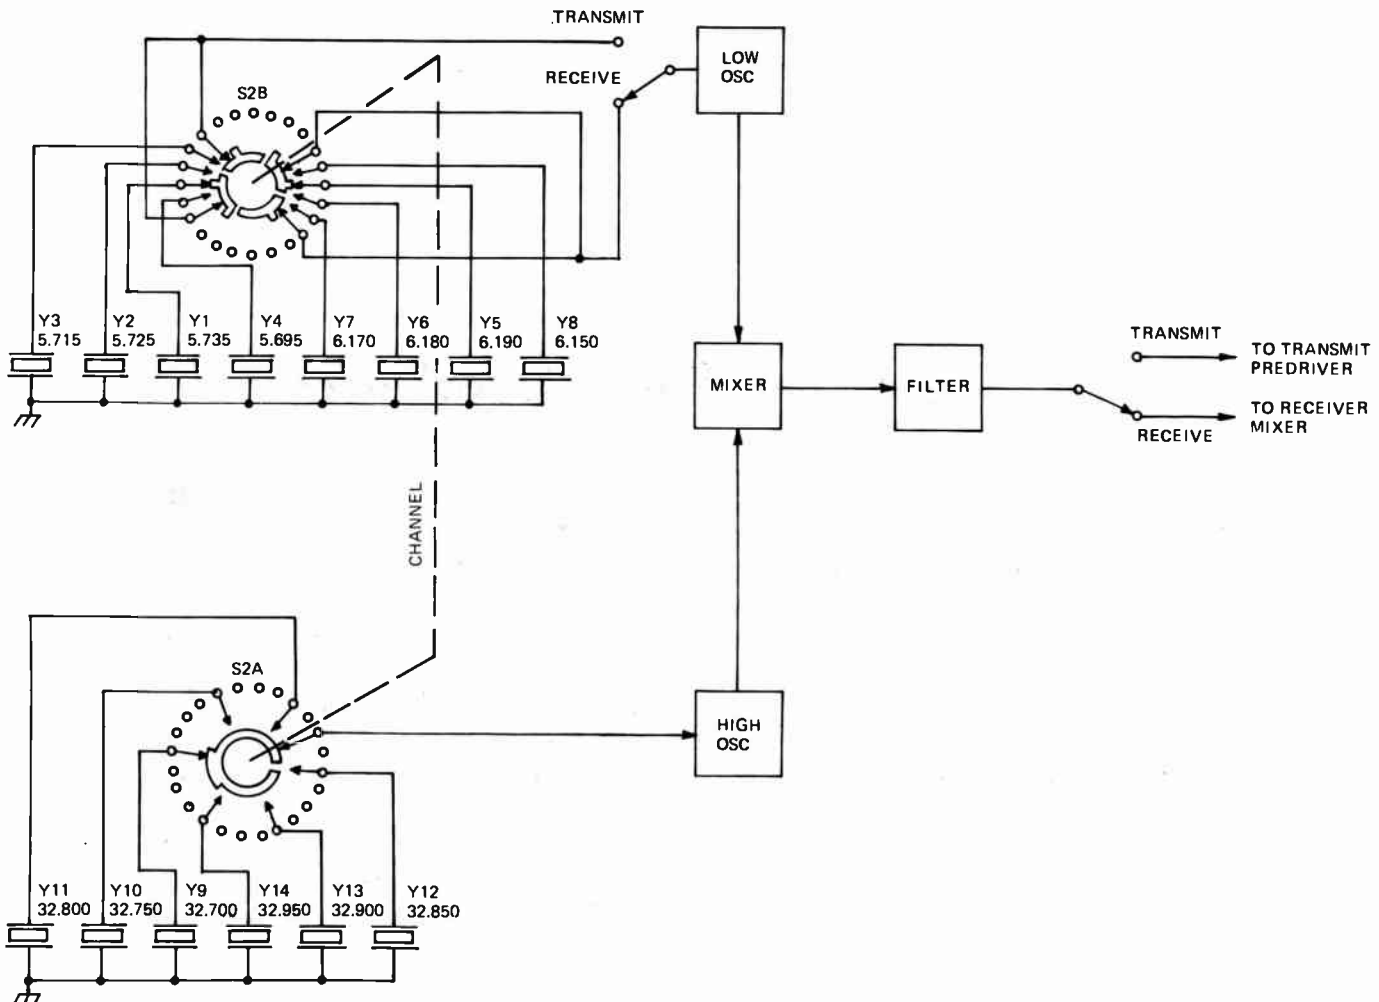 TRANSMIT
RECEIVE
LOW
OSC
S2B
Y3
5.715
Y2
5.725
Y1
5.735
Y4
5.695
Y7
6.170
Y6
6.180
Y5
6.190
Y8
6.150
MIXER
FILTER
TRANSMIT
TO TRANSMIT
PREDRIVER
TO RECEIVER
MIXER
RECEIVE
CHANNEL
S2A
HIGH
OSC
Y11
32.800
Y10
32.750
Y9
32.700
Y14
32.950
Y13
32.900
Y12
32.850